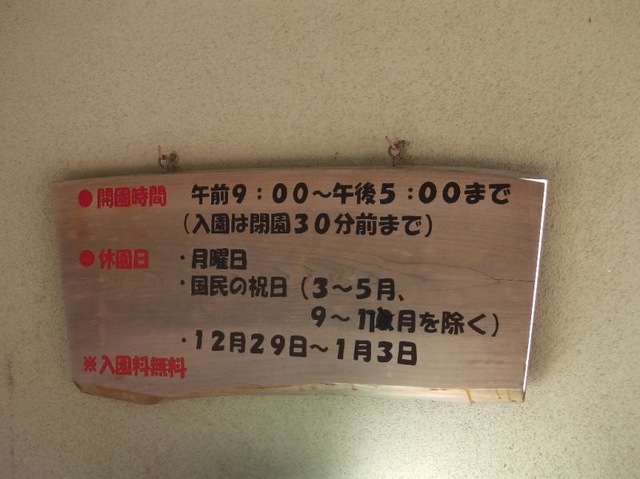 ●開園時間 午前9:00～午後5:00まで
(入園は閉園30分前まで)
●休園日 ・月曜日
・国民の祝日(3～5月、
9～11月を除く)
・12月29日～1月3日
※入園料無料